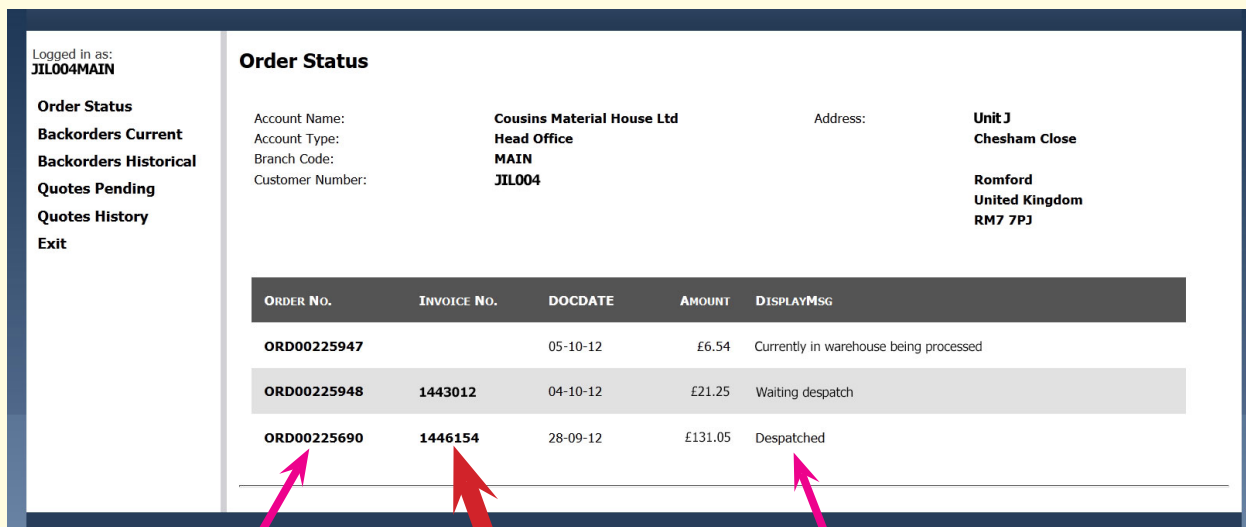 Logged in as:
JIL004MAIN
Order Status
Backorders Current
Backorders Historical
Quotes Pending
Quotes History
Exit
Order Status
Account Name: Cousins Material House Ltd Address: Unit J
Account Type: Head Office Chesham Close
Branch Code: MAIN
Customer Number: JIL004 Romford
United Kingdom
RM7 7PJ
ORDER NO. INVOICE NO. DOCDATE AMOUNT DISPLAYMSG
ORD00225947 05-10-12 £6.54 Currently in warehouse being processed
ORD00225948 1443012 04-10-12 £21.25 Waiting despatch
ORD00225690 1446154 28-09-12 £131.05 Despatched